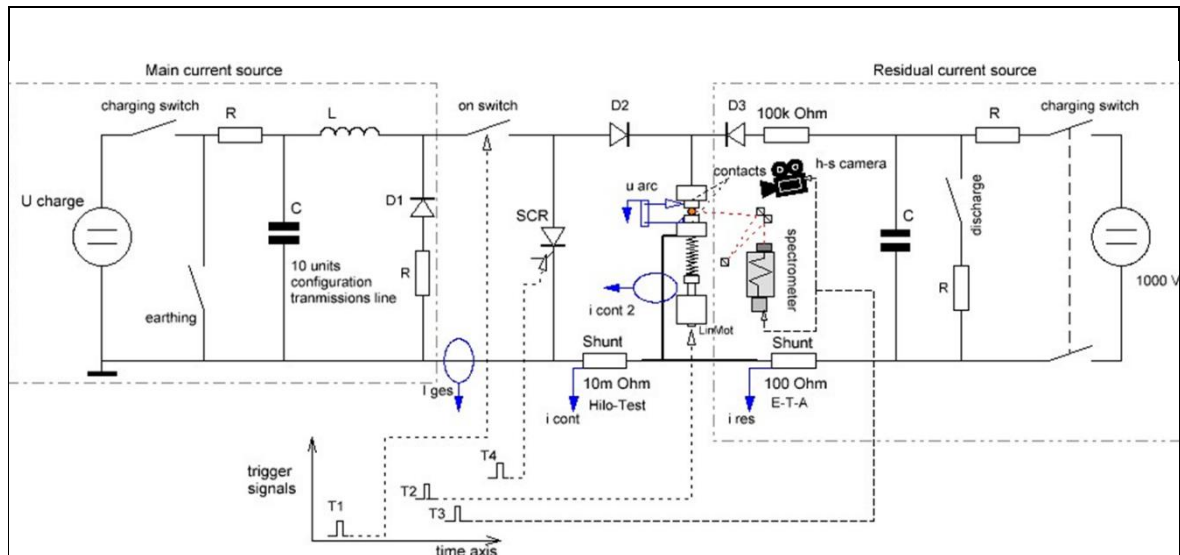 Main current source
Residual current source
charging switch
R
L
on switch
D2
D3
100k Ohm
R
charging switch
U charge
C
10 units
configuration
tranmissions line
D1
R
SCR
u arc
contacts
h-s camera
spectrometer
C
discharge
R
1000 V
earthing
i cont 2
LinMot
I ges
Shunt
10m Ohm
Hilo-Test
i cont
Shunt
100 Ohm
E-T-A
i res
trigger
signals
T1
T2
T3
T4
time axis